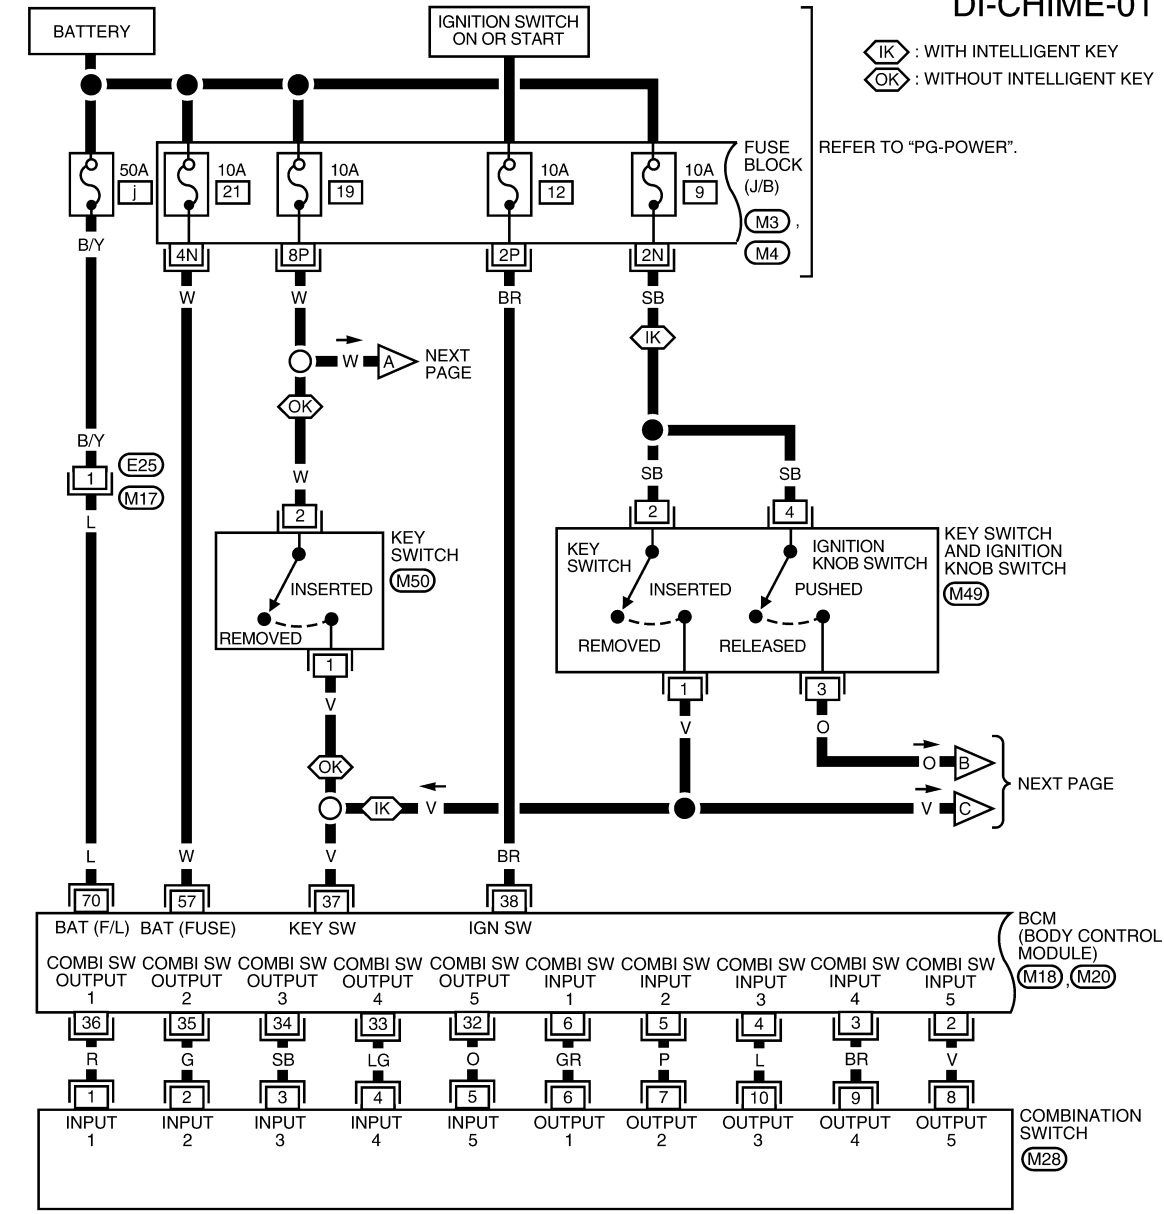 DI-CHIME-01
BATTERY
IGNITION SWITCH
ON OR START
IK : WITH INTELLIGENT KEY
OK : WITHOUT INTELLIGENT KEY
FUSE
BLOCK
(J/B)
M3 ,
M4
REFER TO “PG-POWER”.
50A
j
10A
21
10A
19
10A
12
10A
9
B/Y
4N
8P
2P
2N
W
W
BR
SB
IK
W
A
NEXT
PAGE
OK
B/Y
1
E25
M17
L
W
SB
SB
2
2
4
KEY
SWITCH
M50
INSERTED
REMOVED
1
KEY
SWITCH
INSERTED
REMOVED
IGNITION
KNOB SWITCH
PUSHED
RELEASED
KEY SWITCH
AND IGNITION
KNOB SWITCH
M49
1
3
V
V
O
OK
O
B
IK
V
V
C
NEXT PAGE
L
W
V
BR
70
57
37
38
BAT (F/L)
BAT (FUSE)
KEY SW
IGN SW
BCM
(BODY CONTROL
MODULE)
M18 , M20
COMBI SW
OUTPUT
1
COMBI SW
OUTPUT
2
COMBI SW
OUTPUT
3
COMBI SW
OUTPUT
4
COMBI SW
OUTPUT
5
COMBI SW
INPUT
1
COMBI SW
INPUT
2
COMBI SW
INPUT
3
COMBI SW
INPUT
4
COMBI SW
INPUT
5
36
35
34
33
32
6
5
4
3
2
R
G
SB
LG
O
GR
P
L
BR
V
1
2
3
4
5
6
7
10
9
8
INPUT
1
INPUT
2
INPUT
3
INPUT
4
INPUT
5
OUTPUT
1
OUTPUT
2
OUTPUT
3
OUTPUT
4
OUTPUT
5
COMBINATION
SWITCH
M28